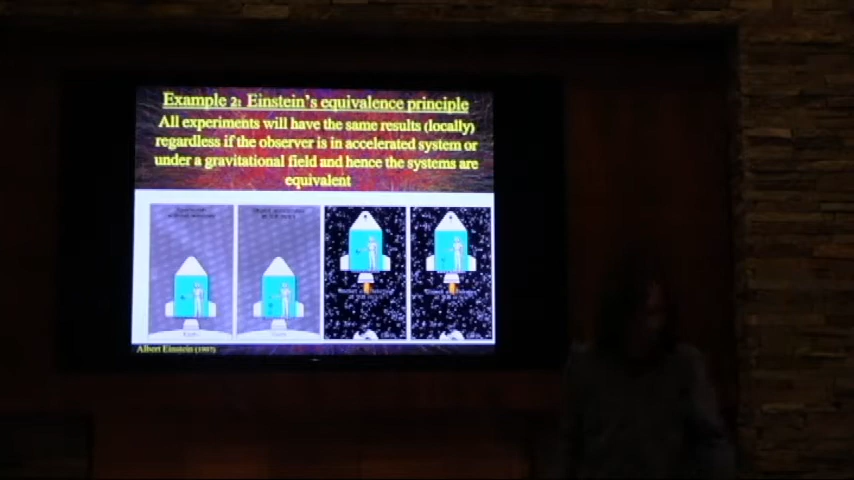 Example 2: Einstein's equivalence principle
All experiments will have the same results (locally)
regardless if the observer is in accelerated system or
under a gravitational field and hence the systems are
equivalent
Albert Einstein (1907)